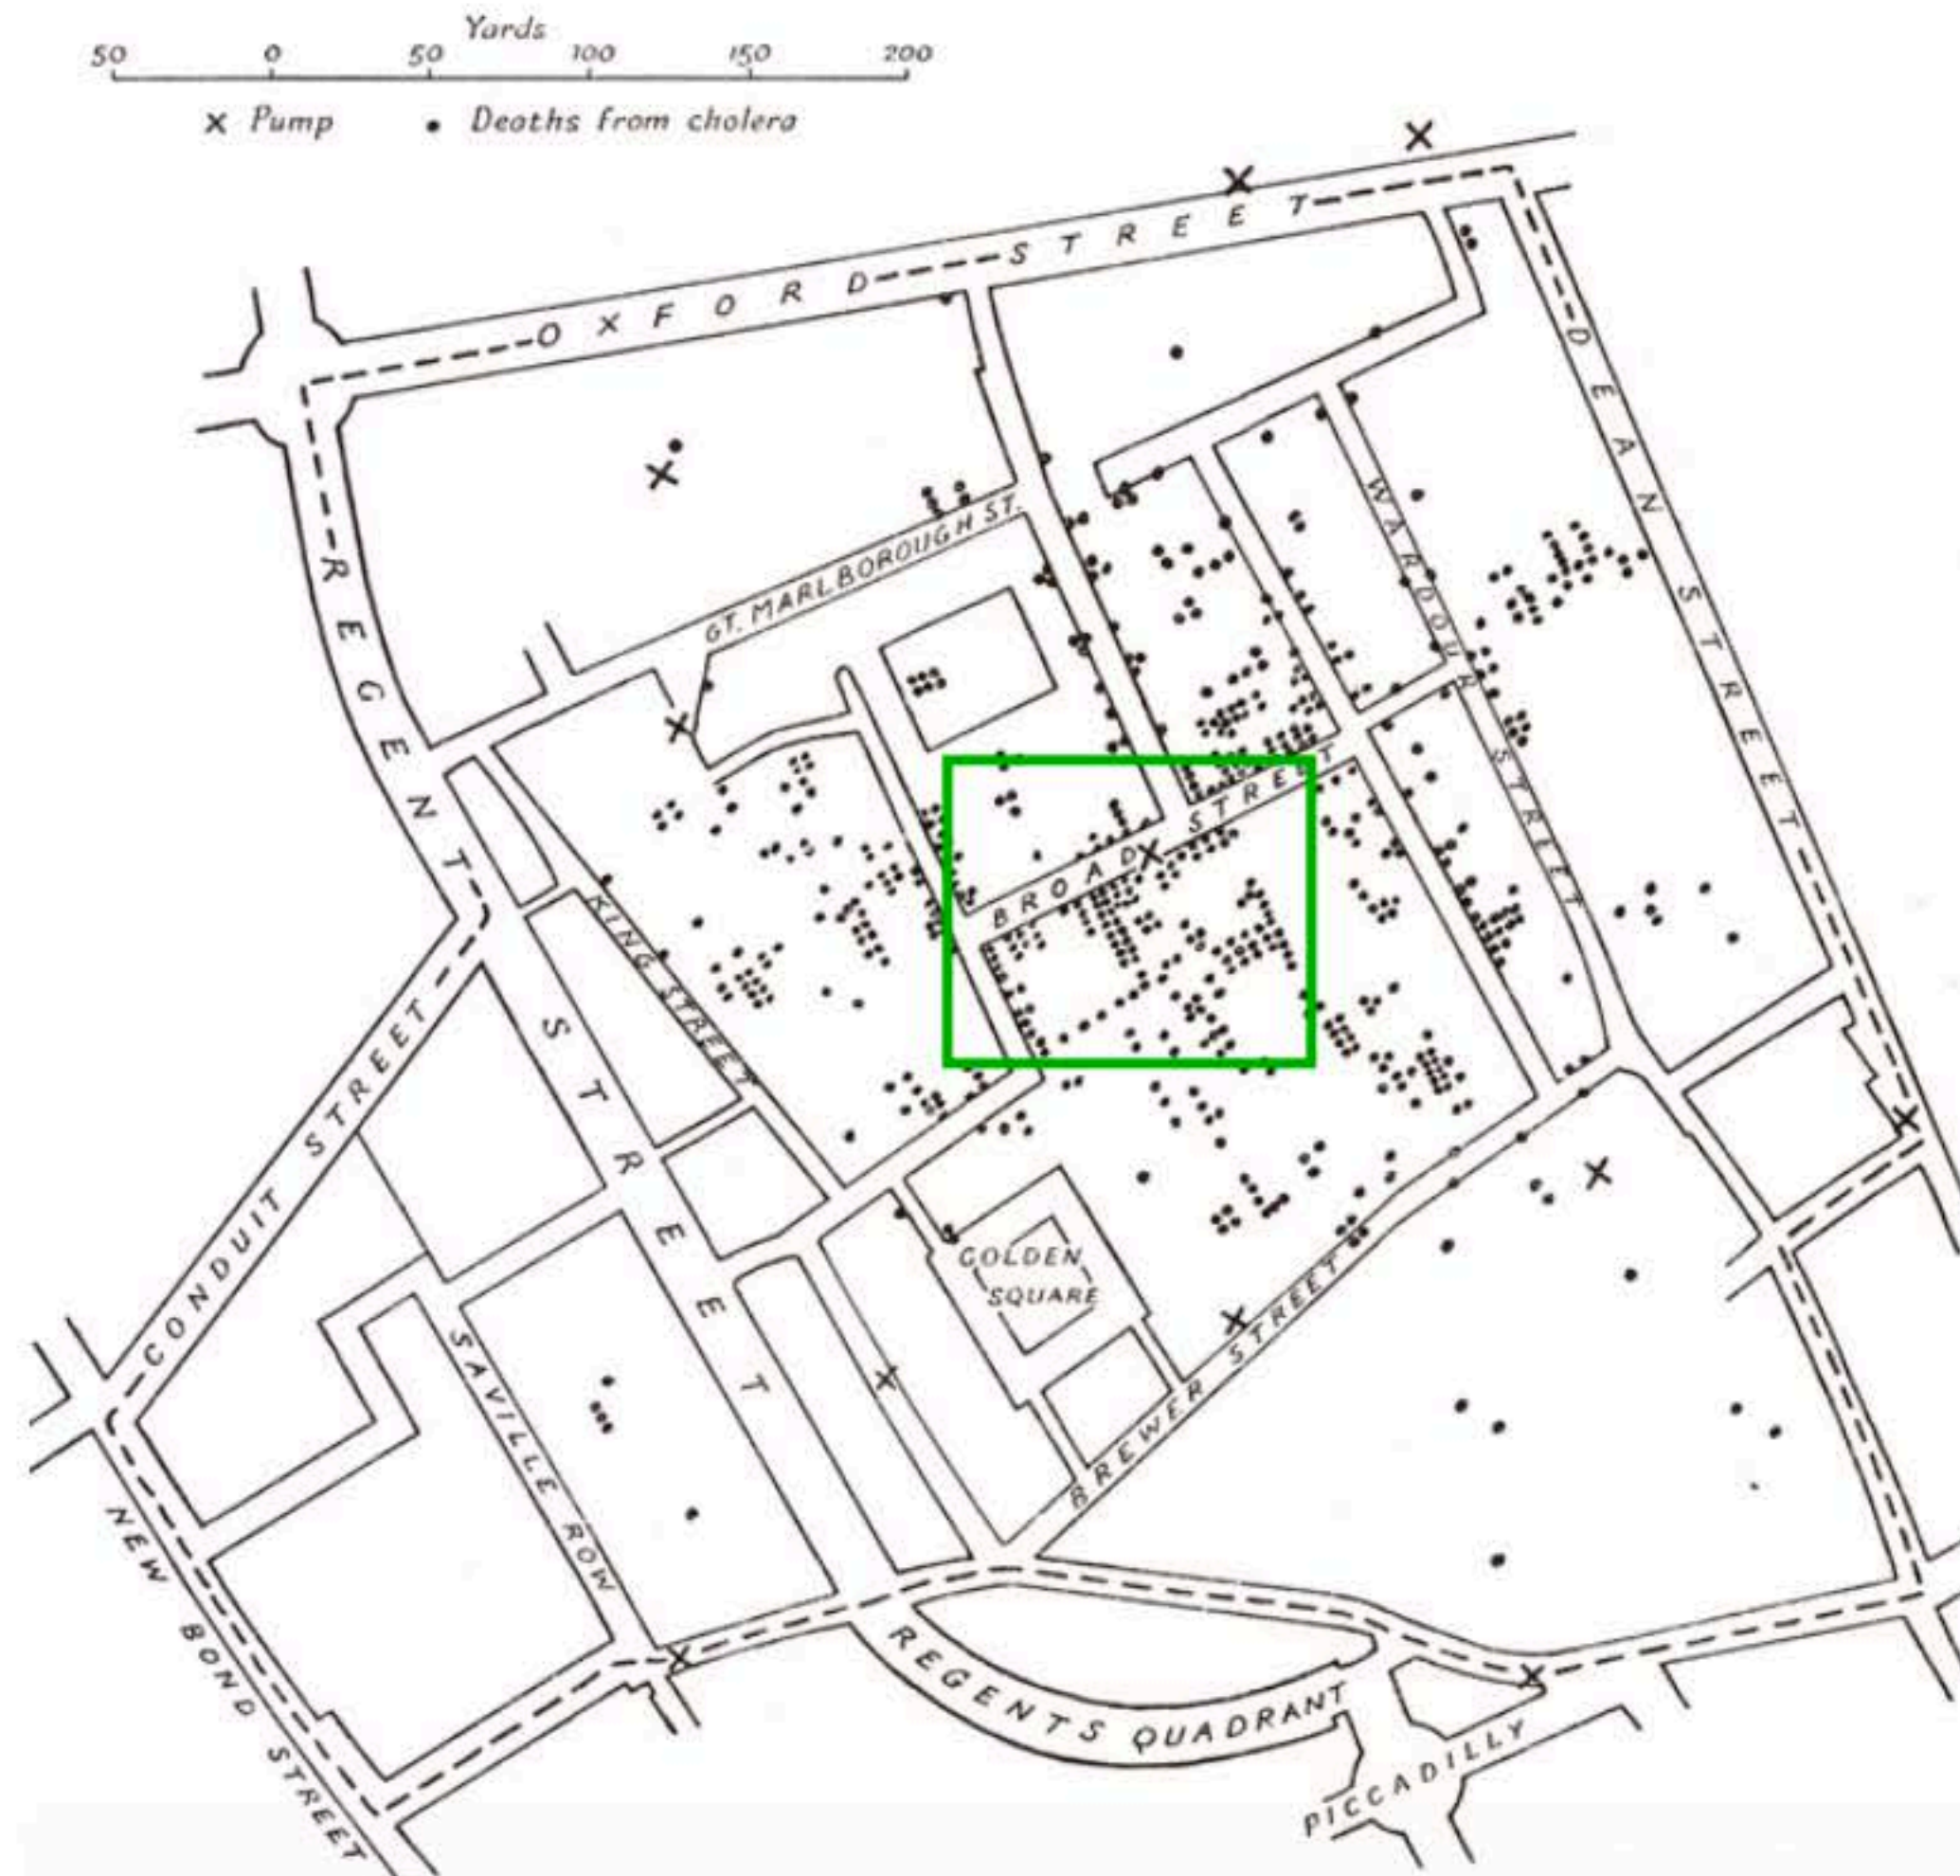 Yards
50 0 50 100 150 200
× Pump • Deaths from cholera
OXFORD STREET
DEAN STREET
WARDOUR STREET
GT. MARLBOROUGH ST.
REGENT STREET
BROAD STREET
KING STREET
CONDUIT STREET
GOLDEN
SQUARE
BREWER STREET
SAVILLE ROW
NEW BOND STREET
REGENTS QUADRANT
PICCADILLY